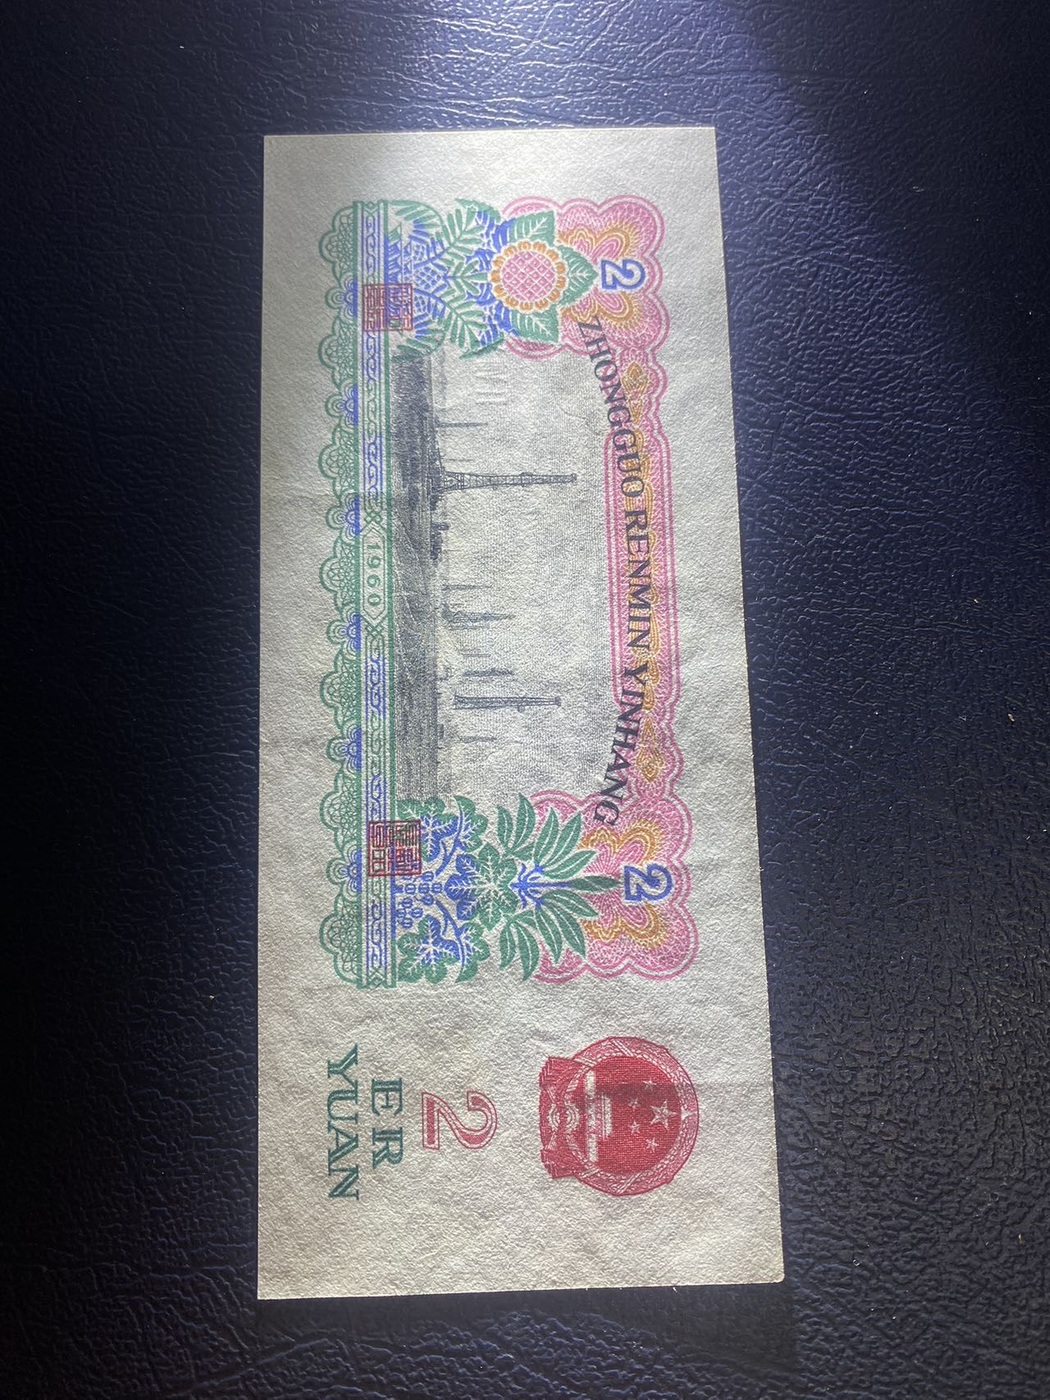 ZHONGGUO RENMIN YINHANG
2
2
1960
2
ER
YUAN